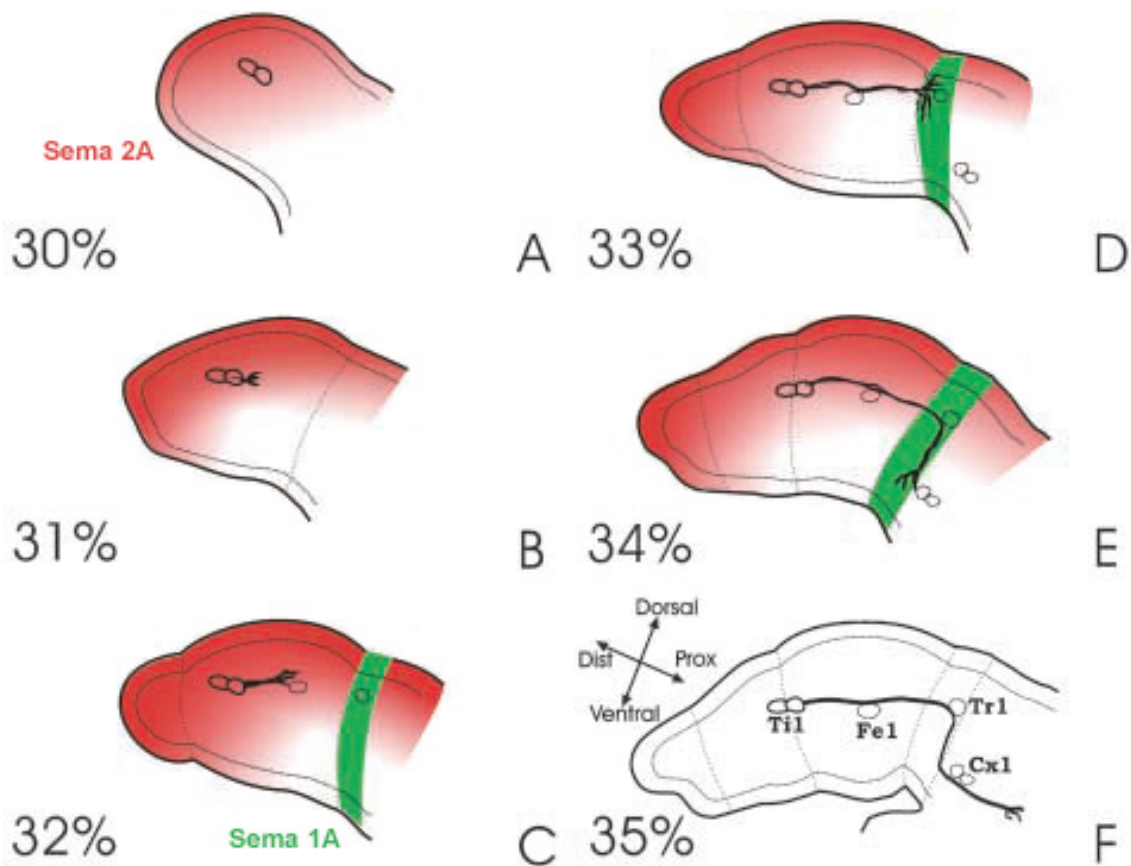 Sema 2A
30%
A
31%
B
32%
Sema 1A
C
33%
D
34%
E
Dorsal
Dist
Prox
Ventral
Ti1
Fe1
Tr1
Cx1
35%
F